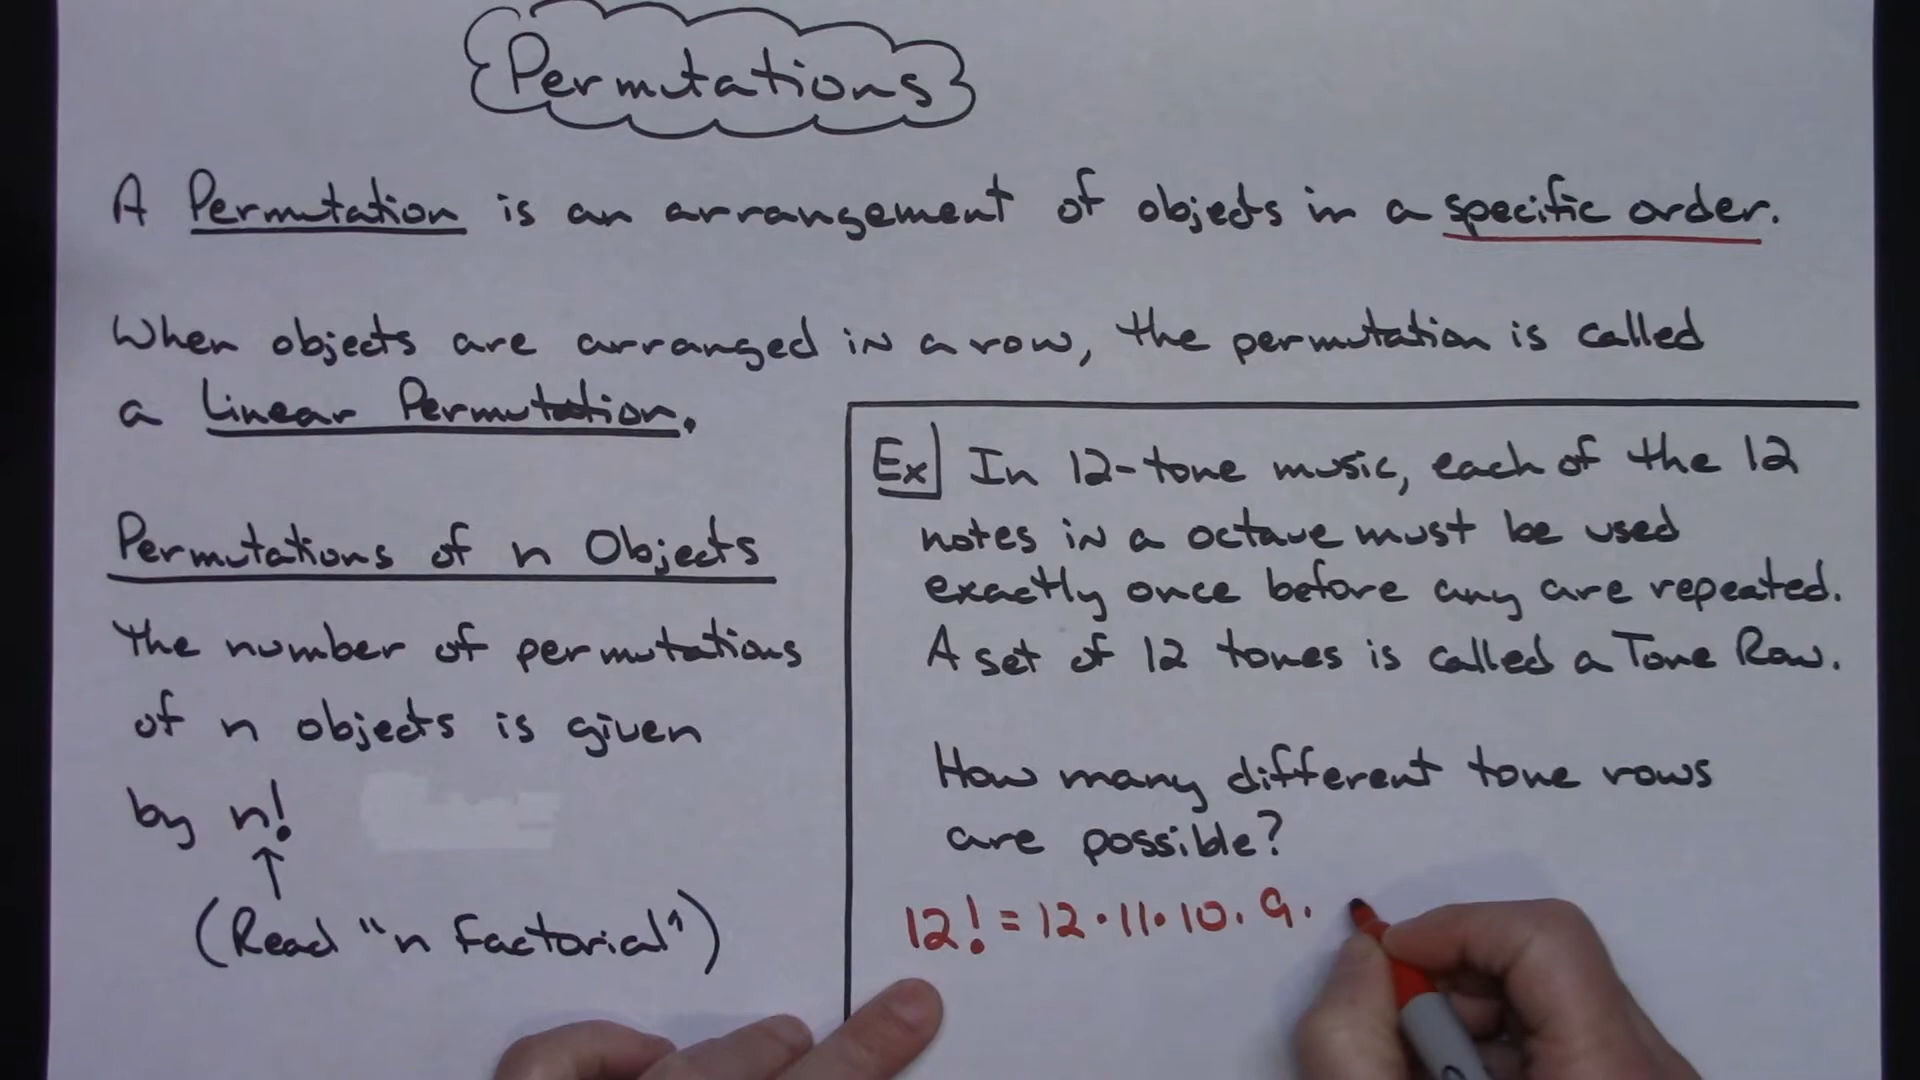 Permutations
A Permutation is an arrangement of objects in a specific order.
When objects are arranged in a row, the permutation is called
a Linear Permutation.
Permutations of n Objects
The number of permutations
of n objects is given
by n!
(Read "n Factorial")
Ex In 12-tone music, each of the 12
notes in a octave must be used
exactly once before any are repeated.
A set of 12 tones is called a Tone Row.
How many different tone rows
are possible?
12! = 12·11·10·9·